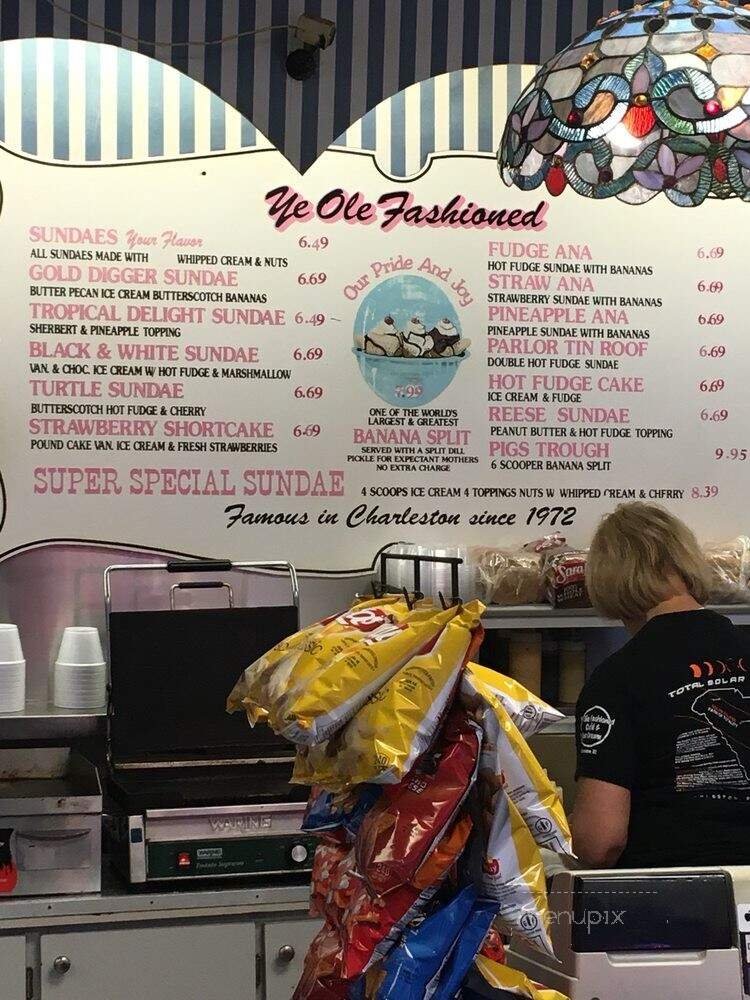 Ye Ole Fashioned
SUNDAES Your Flavor 6.49
ALL SUNDAES MADE WITH WHIPPED CREAM & NUTS
GOLD DIGGER SUNDAE 6.69
BUTTER PECAN ICE CREAM BUTTERSCOTCH BANANAS
TROPICAL DELIGHT SUNDAE 6.49
SHERBERT & PINEAPPLE TOPPING
BLACK & WHITE SUNDAE 6.69
VAN. & CHOC. ICE CREAM W/ HOT FUDGE & MARSHMALLOW
TURTLE SUNDAE 6.69
BUTTERSCOTCH HOT FUDGE & CHERRY
STRAWBERRY SHORTCAKE 6.69
POUND CAKE VAN. ICE CREAM & FRESH STRAWBERRIES
Our Pride And Joy
7.99
ONE OF THE WORLD'S
LARGEST & GREATEST
BANANA SPLIT
SERVED WITH A SPLIT DILL
PICKLE FOR EXPECTANT MOTHERS
NO EXTRA CHARGE
FUDGE ANA 6.69
HOT FUDGE SUNDAE WITH BANANAS
STRAW ANA 6.69
STRAWBERRY SUNDAE WITH BANANAS
PINEAPPLE ANA 6.69
PINEAPPLE SUNDAE WITH BANANAS
PARLOR TIN ROOF 6.69
DOUBLE HOT FUDGE SUNDAE
HOT FUDGE CAKE 6.69
ICE CREAM & FUDGE
REESE SUNDAE 6.69
PEANUT BUTTER & HOT FUDGE TOPPING
PIGS TROUGH 9.95
6 SCOOPER BANANA SPLIT
SUPER SPECIAL SUNDAE 4 SCOOPS ICE CREAM 4 TOPPINGS NUTS W WHIPPED CREAM & CHERRY 8.39
Famous in Charleston since 1972
Sara
TOTAL SOLAR
WARING
menupix